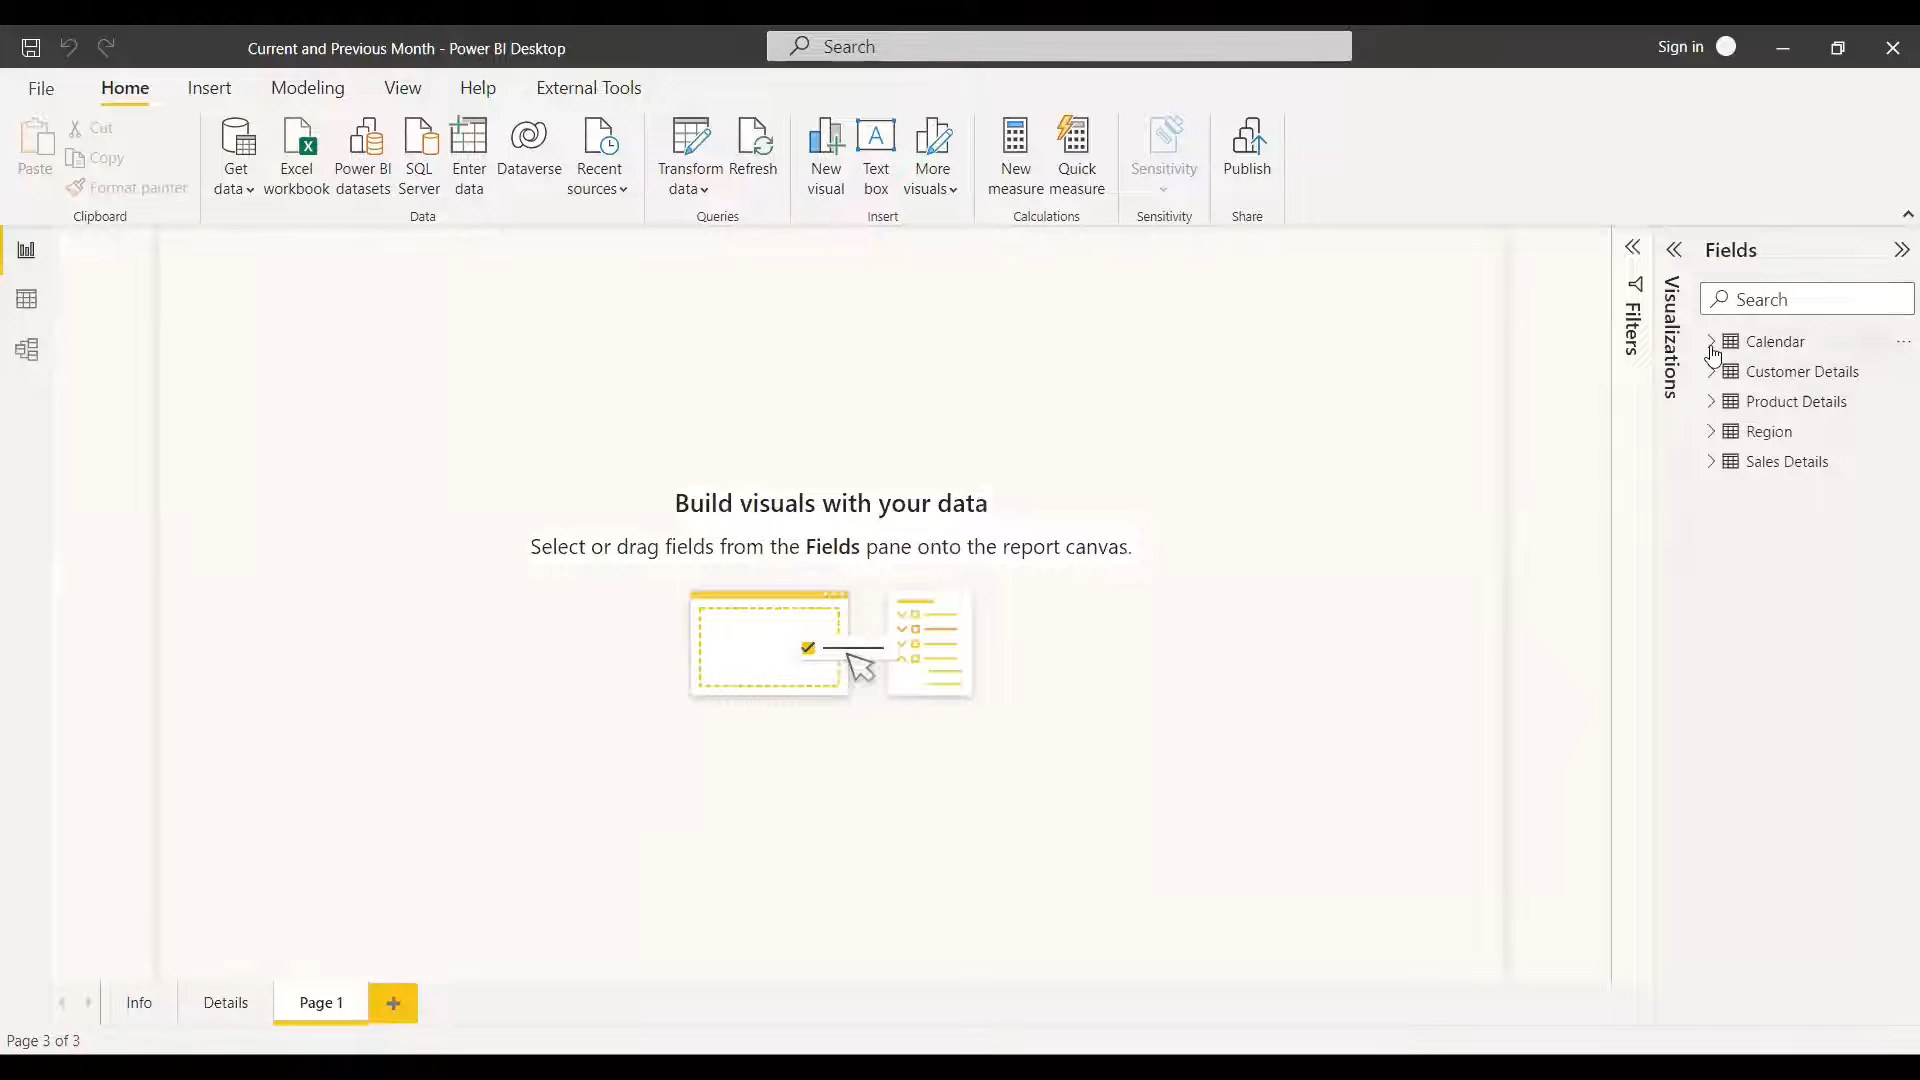 Current and Previous Month - Power BI Desktop
Search
Sign in
File
Home
Insert
Modeling
View
Help
External Tools
Paste
Cut
Copy
Format painter
Clipboard
Get data
Excel workbook
Power BI datasets
SQL Server
Enter data
Dataverse
Recent sources
Data
Transform data
Refresh
Queries
New visual
A
Text box
More visuals
Insert
New measure
Quick measure
Calculations
Sensitivity
Sensitivity
Publish
Share
Filters
Visualizations
Fields
Search
Calendar
Customer Details
Product Details
Region
Sales Details
Build visuals with your data
Select or drag fields from the Fields pane onto the report canvas.
Info
Details
Page 1
Page 3 of 3